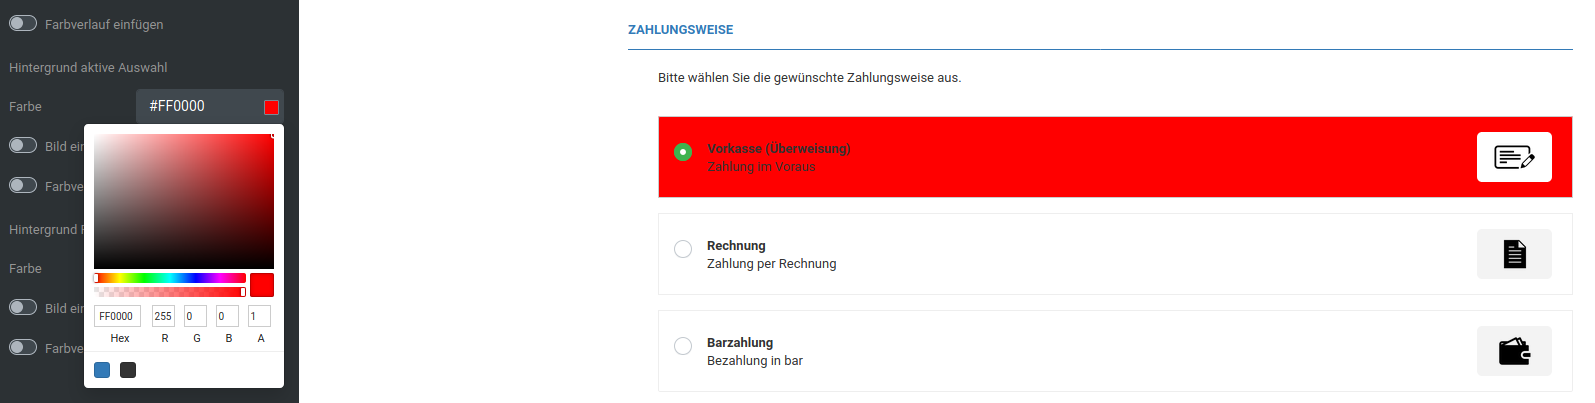 Farbverlauf einfügen
Hintergrund aktive Auswahl
Farbe
#FF0000
Bild ein
Farbve
Hintergrund
Farbe
Bild ein
Farbve
FF0000 255 0 0 1
Hex R G B A
ZAHLUNGSWEISE
Bitte wählen Sie die gewünschte Zahlungsweise aus.
Vorkasse (Überweisung)
Zahlung im Voraus
Rechnung
Zahlung per Rechnung
Barzahlung
Bezahlung in bar